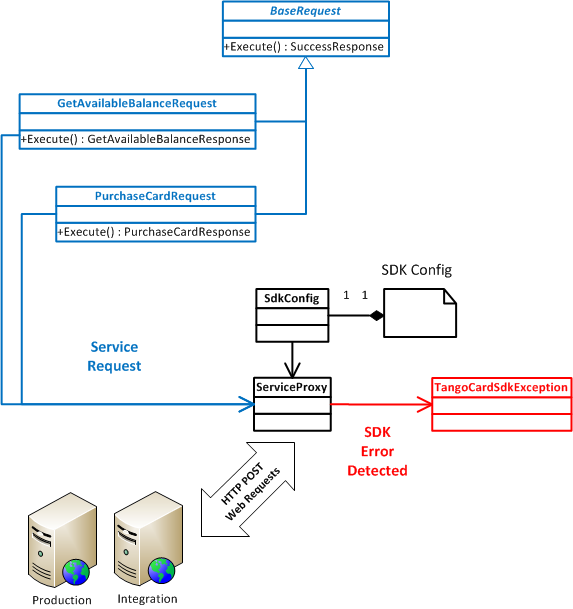 BaseRequest
+Execute() : SuccessResponse
GetAvailableBalanceRequest
+Execute() : GetAvailableBalanceResponse
PurchaseCardRequest
+Execute() : PurchaseCardResponse
SDK Config
SdkConfig
1 1
Service
Request
ServiceProxy
TangoCardSdkException
SDK
Error
Detected
HTTP POST
Web Requests
Production
Integration